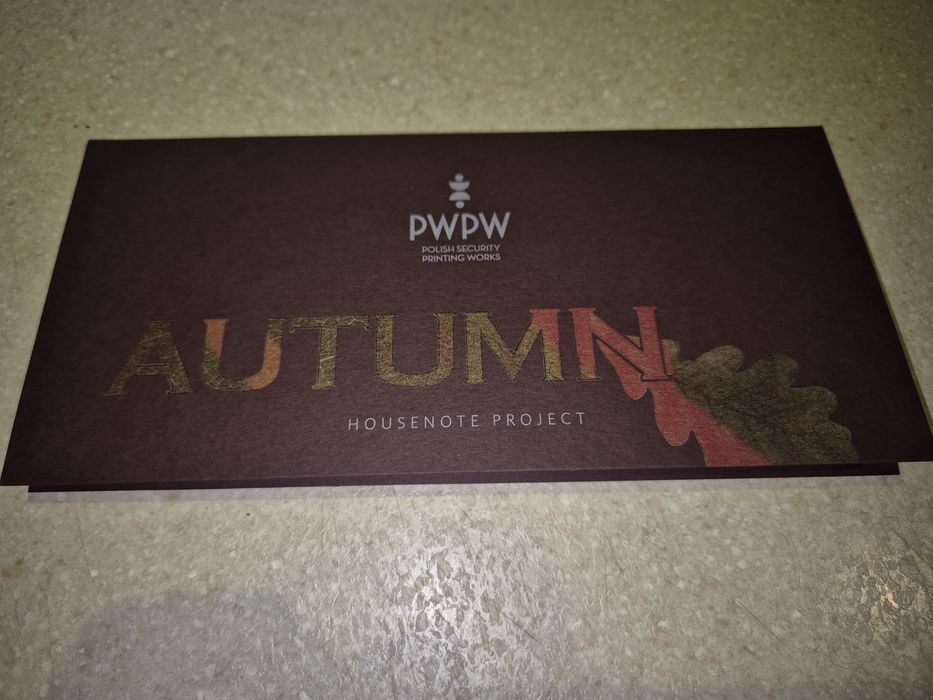 PWPW
POLISH SECURITY
PRINTING WORKS
AUTUMN
HOUSENOTE PROJECT